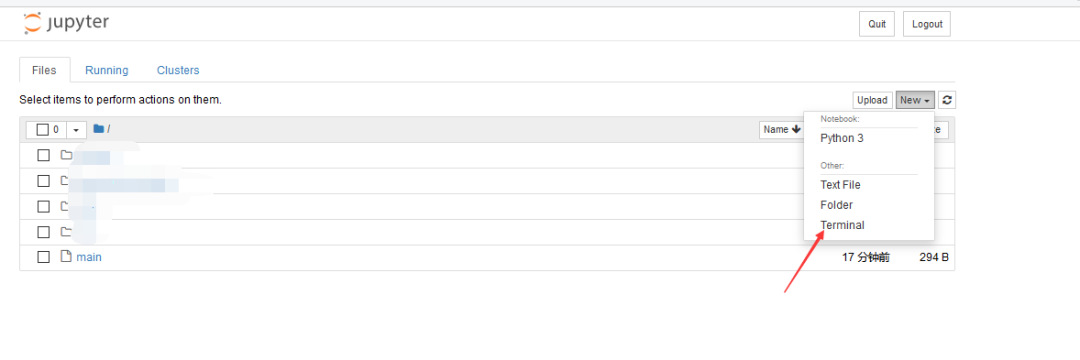 jupyter
Quit
Logout
Files
Running
Clusters
Select items to perform actions on them.
Upload
New
0
/
Name
Notebook:
Python 3
Other:
Text File
Folder
Terminal
main
17 分钟前
294 B